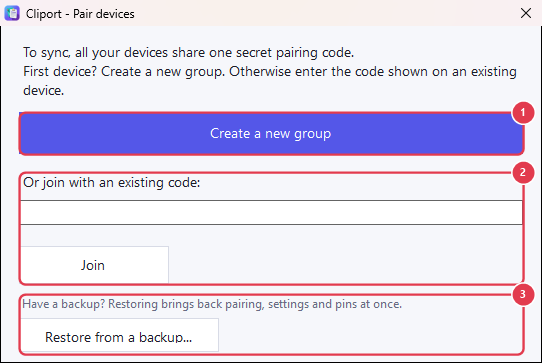 Cliport - Pair devices
To sync, all your devices share one secret pairing code.
First device? Create a new group. Otherwise enter the code shown on an existing
device.
1
Create a new group
2
Or join with an existing code:
Join
3
Have a backup? Restoring brings back pairing, settings and pins at once.
Restore from a backup...